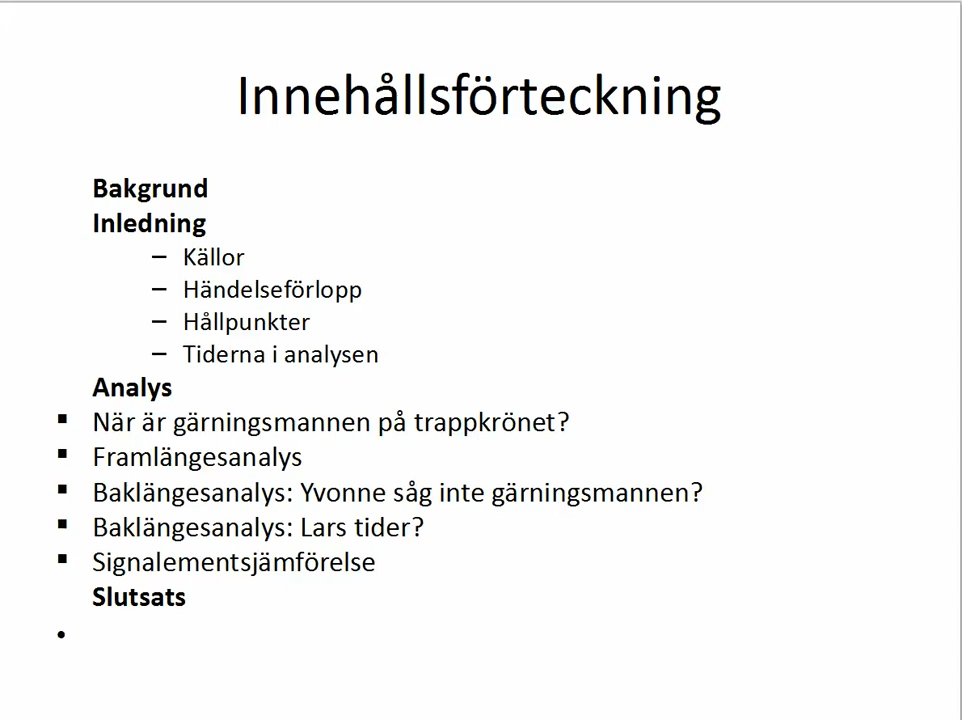 Innehållsförteckning
Bakgrund
Inledning
– Källor
– Händelseförlopp
– Hållpunkter
– Tiderna i analysen
Analys
▪ När är gärningsmannen på trappkrönet?
▪ Framlängesanalys
▪ Baklängesanalys: Yvonne såg inte gärningsmannen?
▪ Baklängesanalys: Lars tider?
▪ Signalementsjämförelse
Slutsats
•